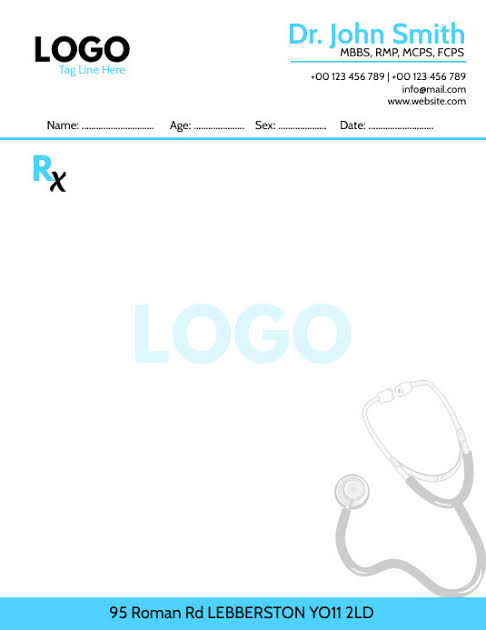 LOGO
Tag Line Here
Dr. John Smith
MBBS, RMP, MCPS, FCPS
+00 123 456 789 | +00 123 456 789
info@mail.com
www.website.com
Name: .............................. Age: ..................... Sex: .................... Date: ...........................
Rx
LOGO
95 Roman Rd LEBBERSTON YO11 2LD